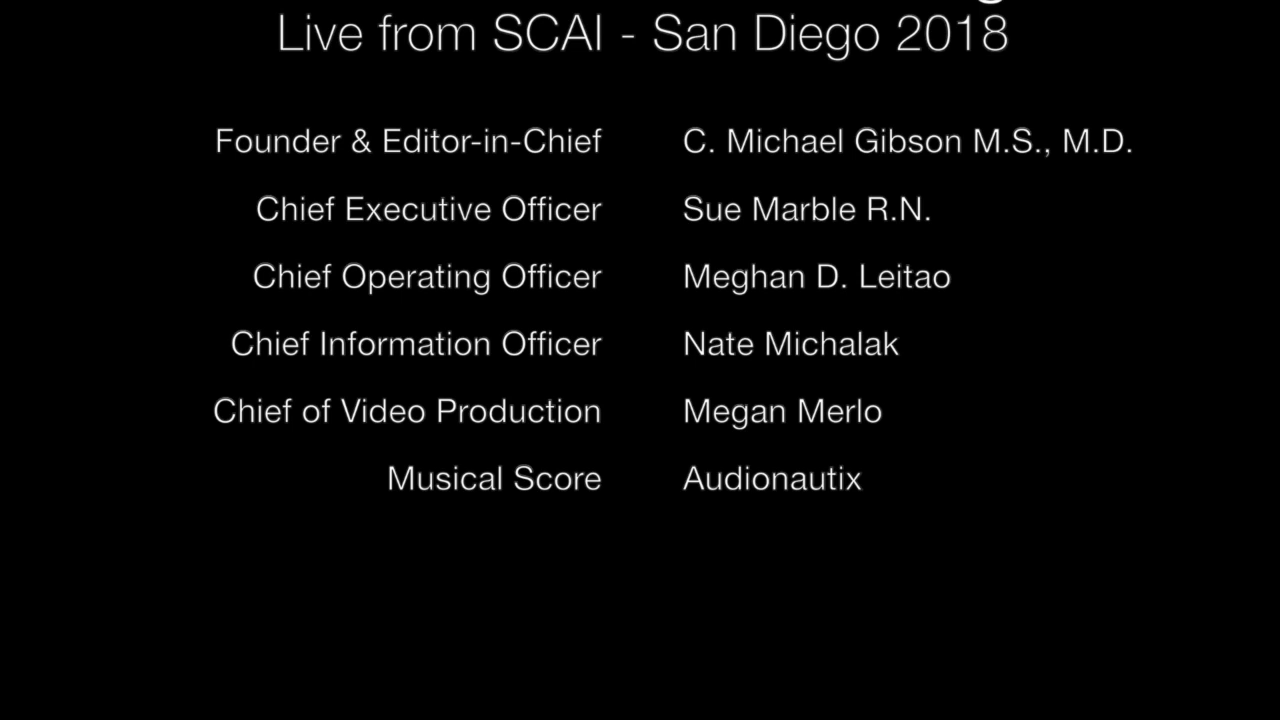 Live from SCAI - San Diego 2018
Founder & Editor-in-Chief C. Michael Gibson M.S., M.D.
Chief Executive Officer Sue Marble R.N.
Chief Operating Officer Meghan D. Leitao
Chief Information Officer Nate Michalak
Chief of Video Production Megan Merlo
Musical Score Audionautix